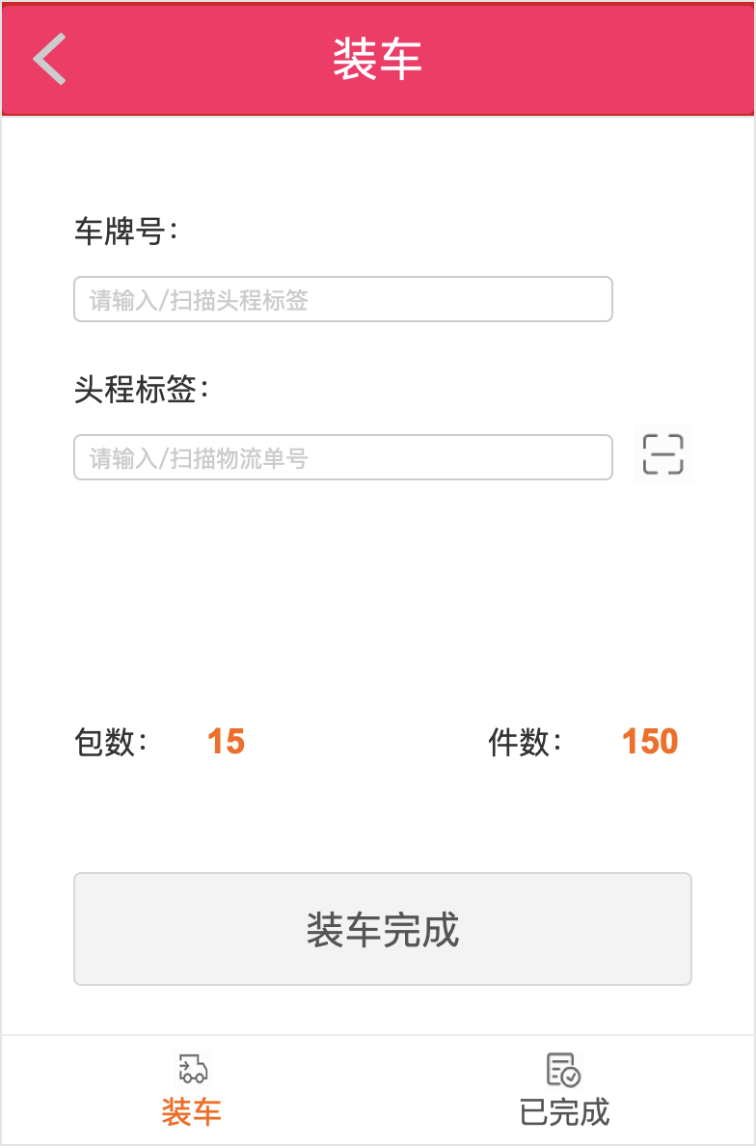 装车
车牌号：
请输入/扫描头程标签
头程标签：
请输入/扫描物流单号
包数： 15 件数： 150
装车完成
装车 已完成